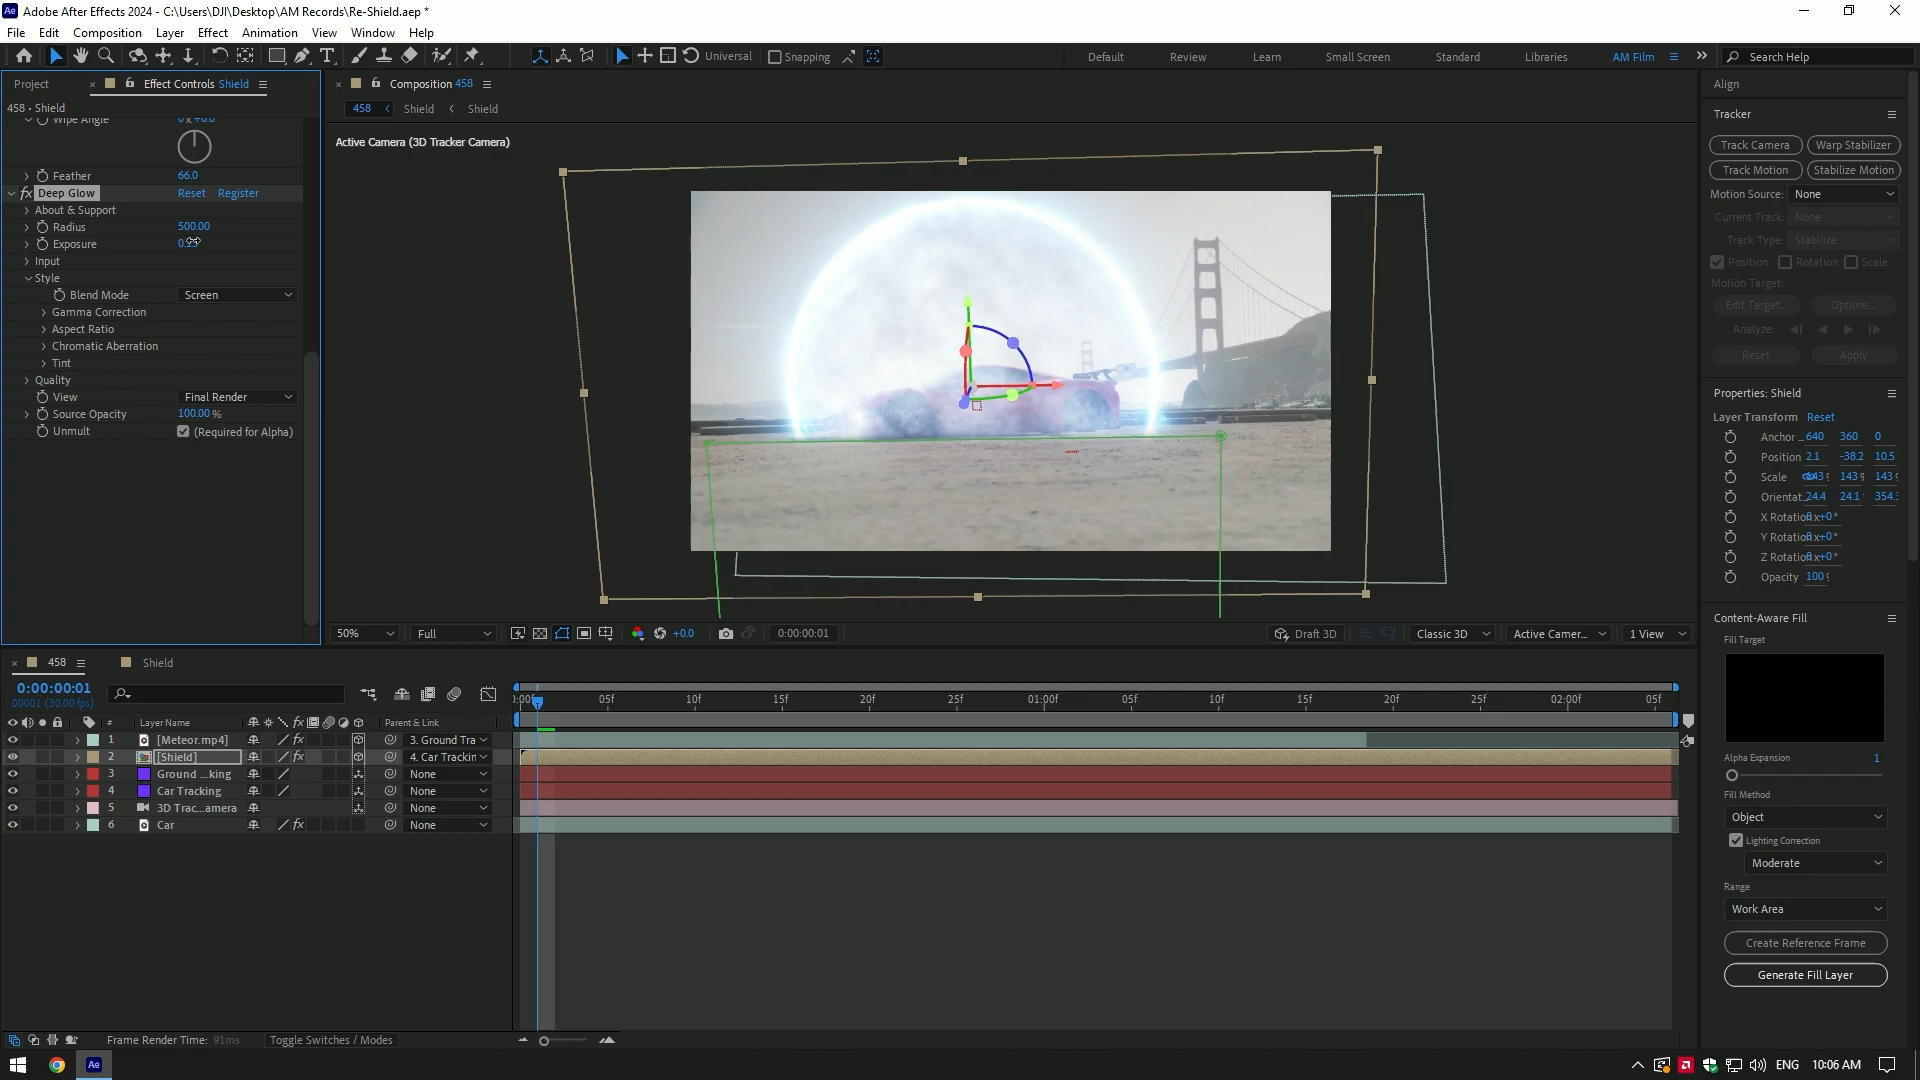 Adobe After Effects 2024 - C:\Users\DJI\Desktop\AM Records\Re-Shield.aep *
File Edit Composition Layer Effect Animation View Window Help
Universal Snapping Default Review Learn Small Screen Standard Libraries AM Film Search Help
Project Effect Controls Shield
458 • Shield
Wipe Angle
Feather 66.0
fx Deep Glow Reset Register
About & Support
Radius 500.00
Exposure
Input
Style
Blend Mode Screen
Gamma Correction
Aspect Ratio
Chromatic Aberration
Tint
Quality
View Final Render
Source Opacity 100.00 %
Unmult (Required for Alpha)
Composition 458
458 Shield Shield
Active Camera (3D Tracker Camera)
50% Full +0.0 0:00:00:01 Draft 3D Classic 3D Active Camer... 1 View
Align
Tracker
Track Camera Warp Stabilizer
Track Motion Stabilize Motion
Motion Source: None
Current Track: None
Track Type: Stabilize
Position Rotation Scale
Motion Target:
Edit Target... Options...
Analyze:
Reset Apply
Properties: Shield
Layer Transform Reset
Anchor ... 640 360 0
Position 2.1 -38.2 10.5
Scale 143 143 143
Orientat... 24.4 24.1 354.
X Rotation x+0°
Y Rotation x+0°
Z Rotation x+0°
Opacity 100
Content-Aware Fill
Fill Target
Alpha Expansion 1
Fill Method
Object
Lighting Correction
Moderate
Range
Work Area
Create Reference Frame
Generate Fill Layer
458 Shield
0:00:00:01
00001 (30.00 fps)
05f 10f 15f 20f 25f 01:00f 05f 10f 15f 20f 25f 02:00f 05f
# Layer Name fx Parent & Link
1 [Meteor.mp4] fx 3. Ground Tra
2 [Shield] fx 4. Car Trackin
3 Ground ...king None
4 Car Tracking None
5 3D Trac...amera None
6 Car fx None
Frame Render Time: 91ms Toggle Switches / Modes
Ae ENG 10:06 AM